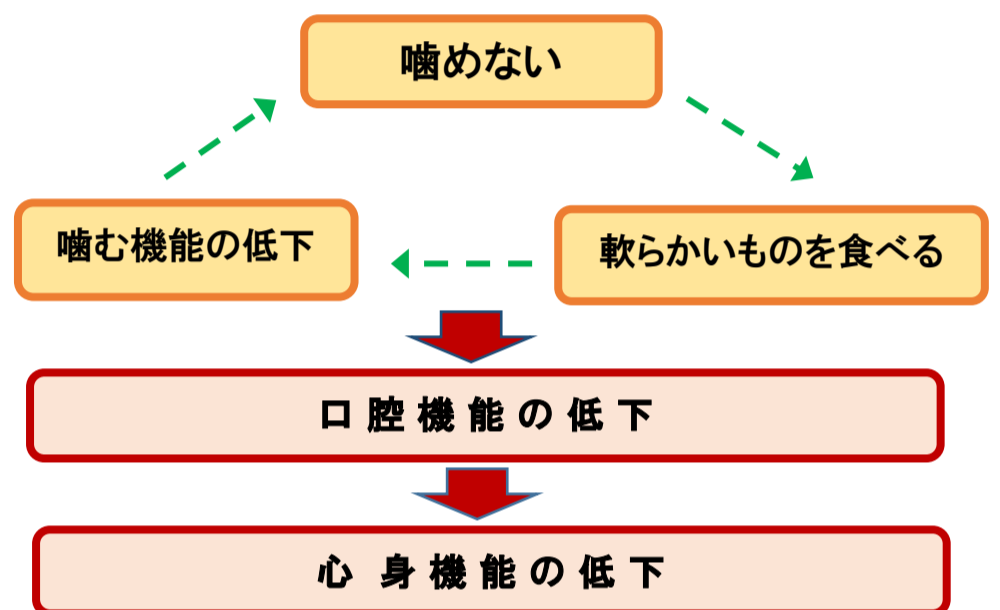 噛めない
噛む機能の低下
軟らかいものを食べる
口腔機能の低下
心身機能の低下